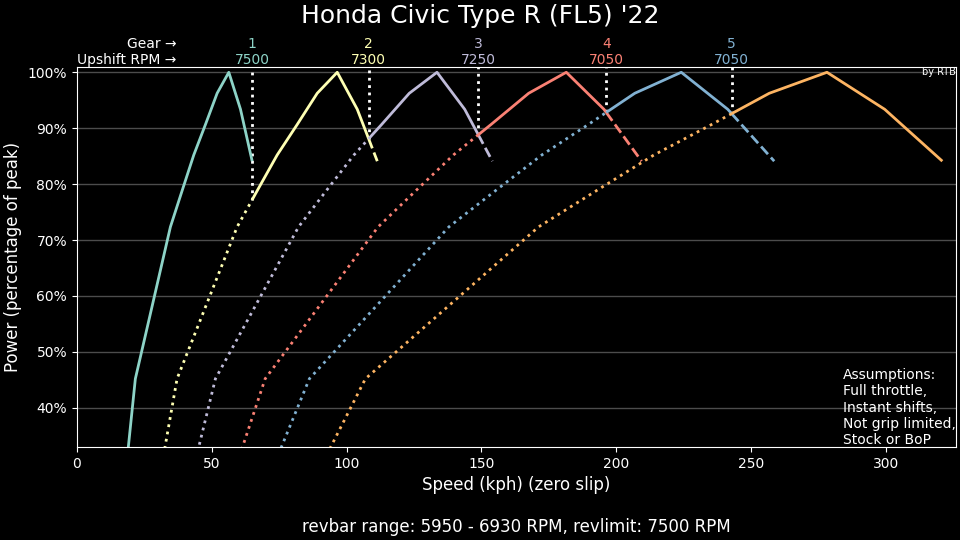 Honda Civic Type R (FL5) '22
Gear → 1 2 3 4 5
Upshift RPM → 7500 7300 7250 7050 7050
by RTB
100%
90%
80%
70%
60%
50%
40%
Power (percentage of peak)
Assumptions:
Full throttle,
Instant shifts,
Not grip limited,
Stock or BoP
0 50 100 150 200 250 300
Speed (kph) (zero slip)
revbar range: 5950 - 6930 RPM, revlimit: 7500 RPM